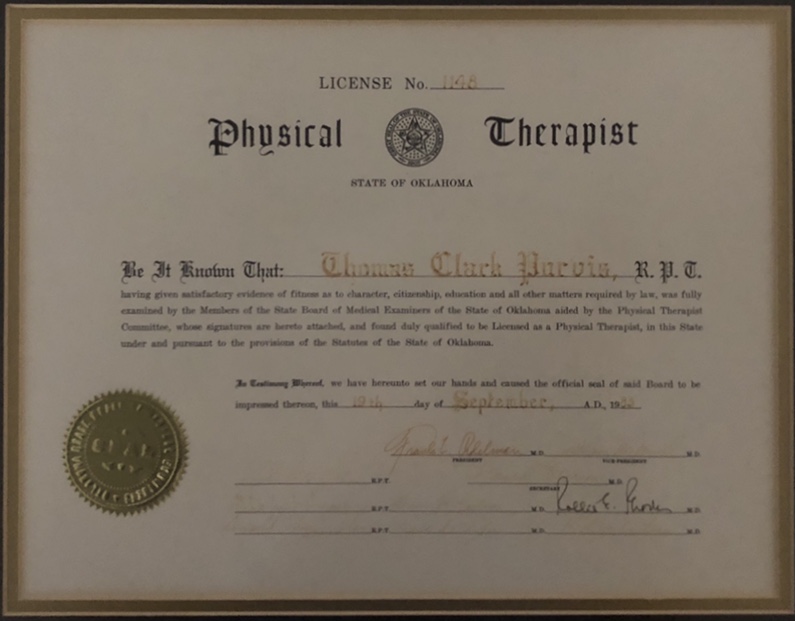 LICENSE No. 1148
Physical Therapist
STATE OF OKLAHOMA
Be It Known That: Thomas Clark Purvis, R. P. T.
having given satisfactory evidence of fitness as to character, citizenship, education and all other matters required by law, was fully
examined by the Members of the State Board of Medical Examiners of the State of Oklahoma aided by the Physical Therapist
Committee, whose signatures are hereto attached, and found duly qualified to be Licensed as a Physical Therapist, in this State
under and pursuant to the provisions of the Statutes of the State of Oklahoma.
In Testimony Whereof, we have hereunto set our hands and caused the official seal of said Board to be
impressed thereon, this 19th day of September, A.D., 19
M.D. M.D.
PRESIDENT VICE-PRESIDENT
R.P.T. M.D.
SECRETARY
R.P.T. M.D. M.D.
R.P.T. M.D. M.D.
SEAL